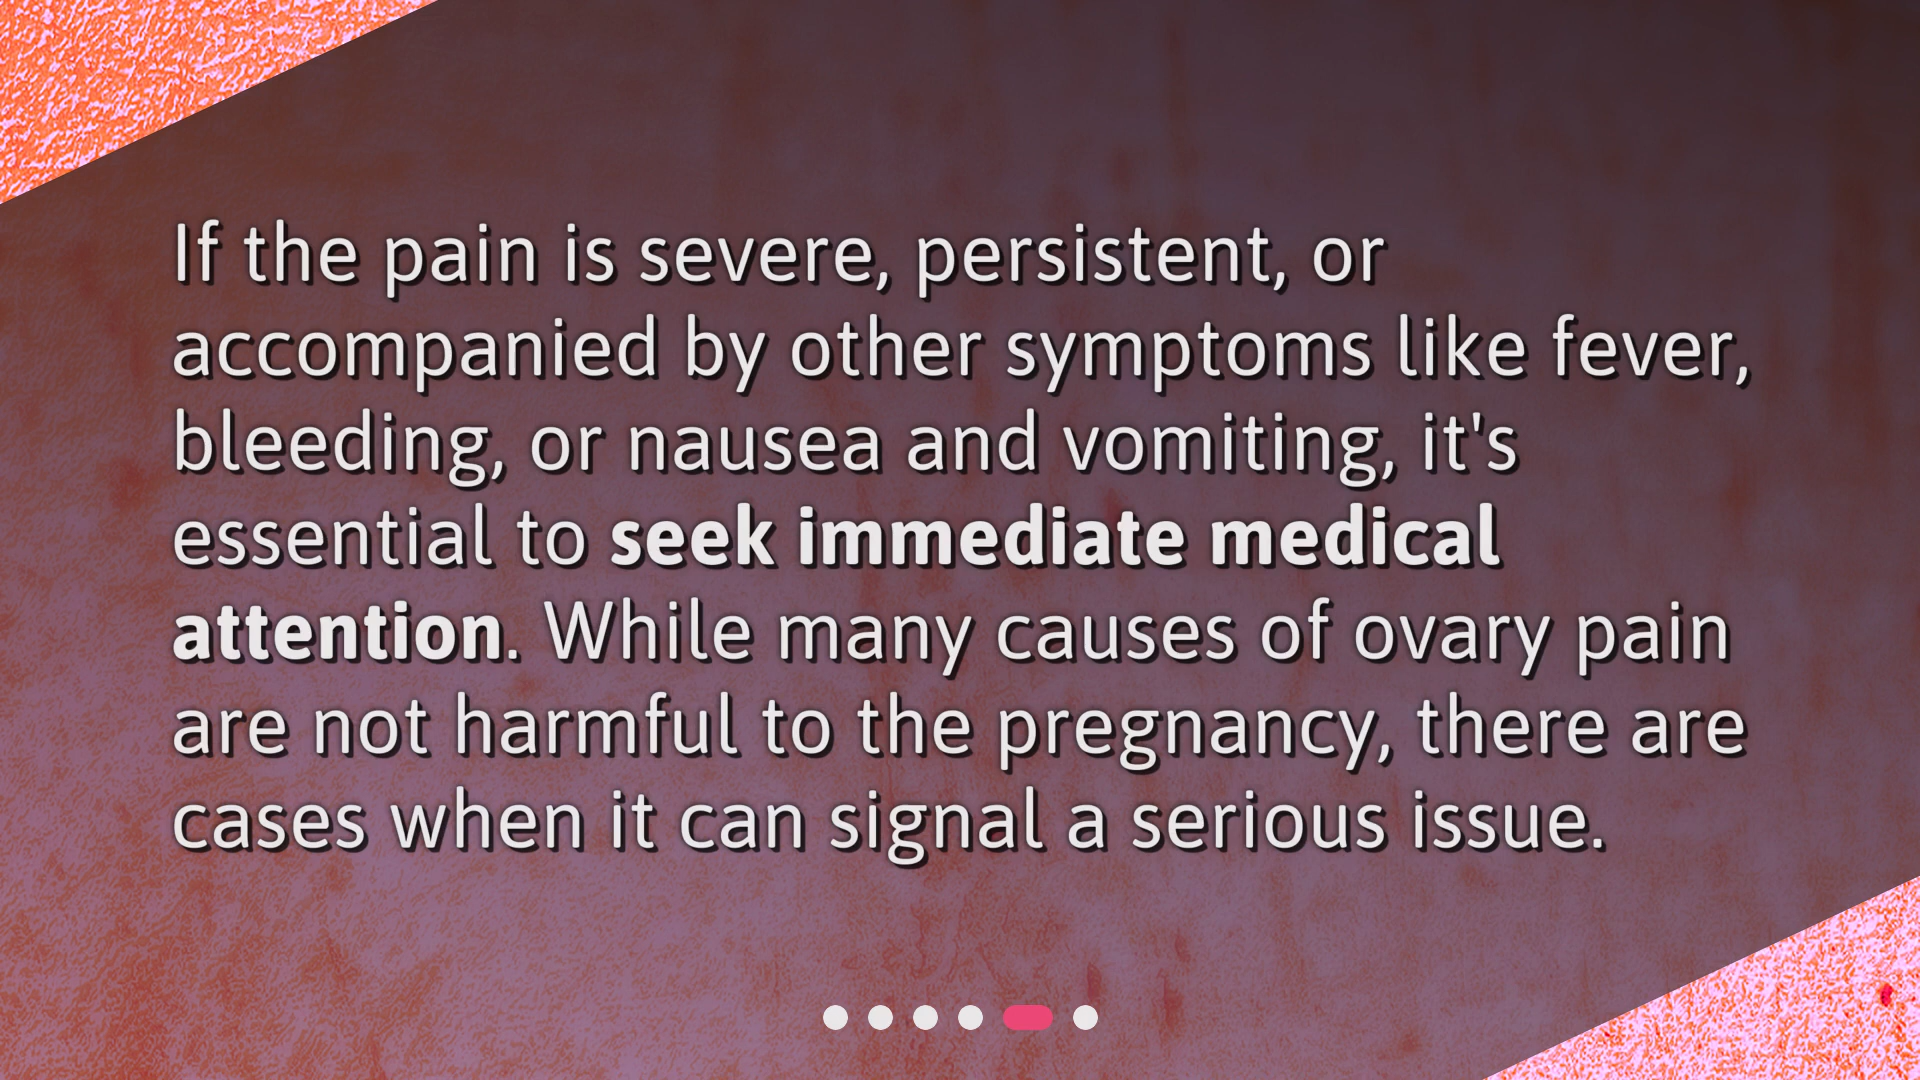 If the pain is severe, persistent, or
accompanied by other symptoms like fever,
bleeding, or nausea and vomiting, it's
essential to seek immediate medical
attention. While many causes of ovary pain
are not harmful to the pregnancy, there are
cases when it can signal a serious issue.